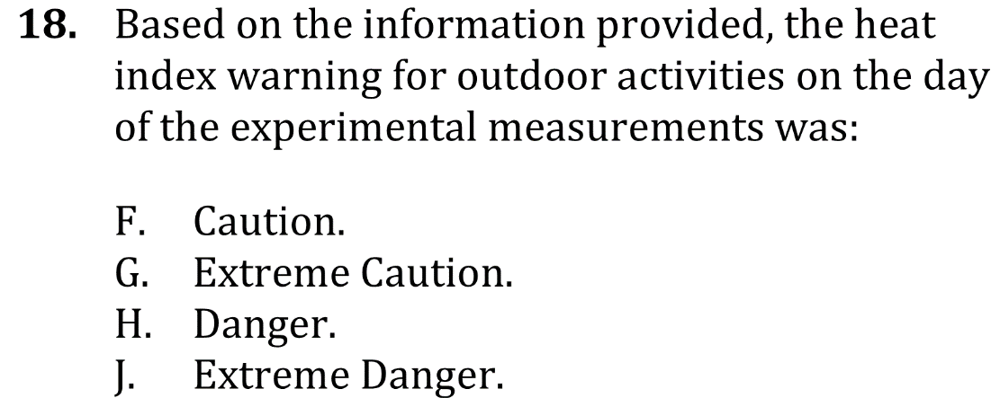 18. Based on the information provided, the heat
index warning for outdoor activities on the day
of the experimental measurements was:
F. Caution.
G. Extreme Caution.
H. Danger.
J. Extreme Danger.